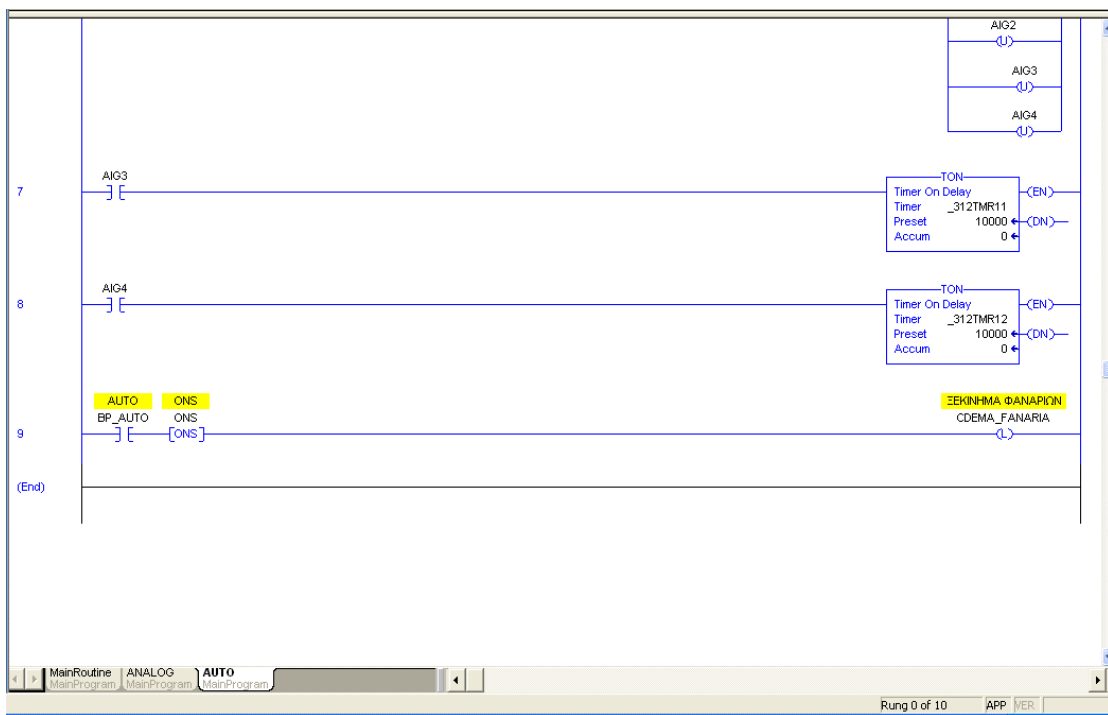 AIG2
(U)
AIG3
(U)
AIG4
(U)
7
AIG3
TON
Timer On Delay
(EN)
Timer _312TMR11
Preset 10000
(DN)
Accum 0
8
AIG4
TON
Timer On Delay
(EN)
Timer _312TMR12
Preset 10000
(DN)
Accum 0
AUTO ONS ΞΕΚΙΝΗΜΑ ΦΑΝΑΡΙΩΝ
BP_AUTO ONS CDEMA_FANARIA
9
[ONS]
(L)
(End)
MainRoutine ANALOG AUTO
MainProgram MainProgram MainProgram
Rung 0 of 10 APP VER